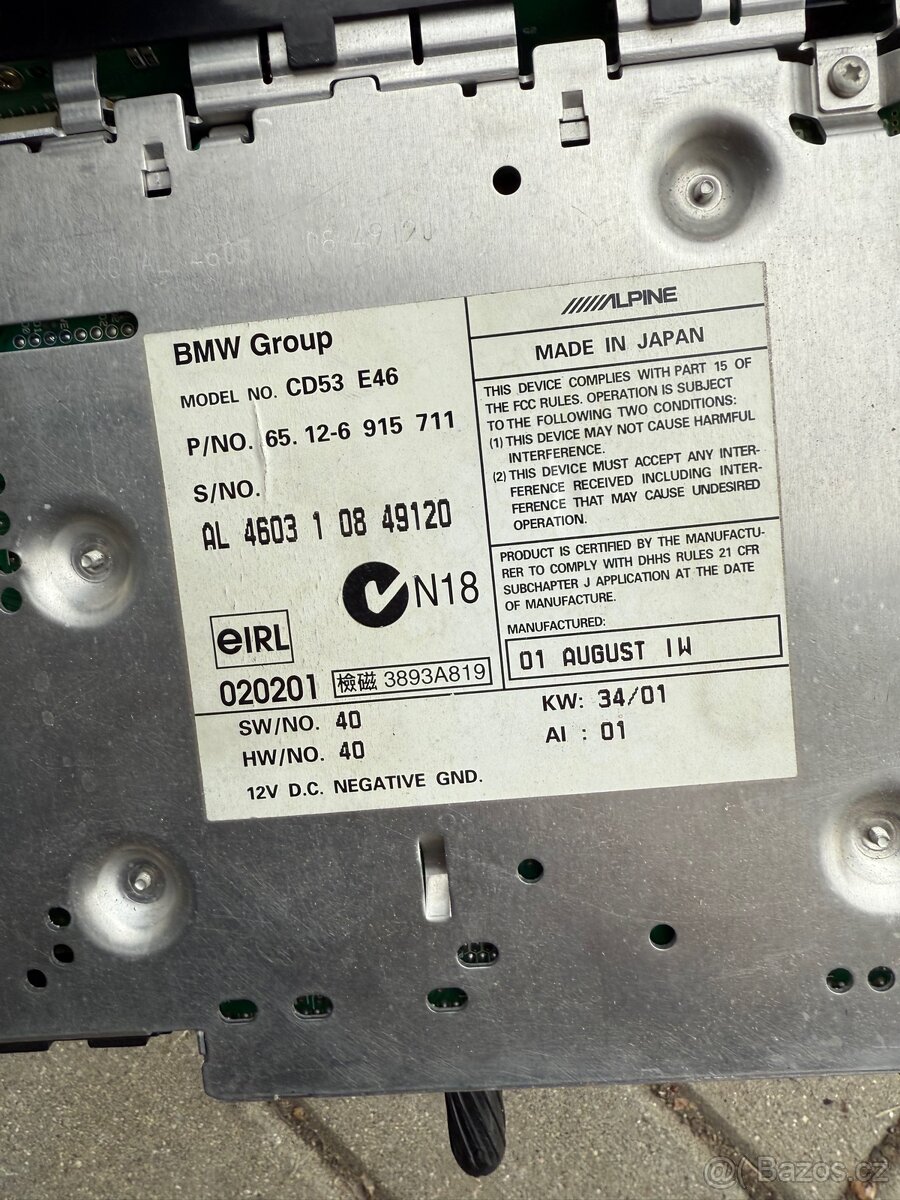 BMW Group
MODEL NO. CD53 E46
P/NO. 65. 12-6 915 711
S/NO.
AL 4603 1 08 49120
N18
eIRL
020201
檢磁 3893A819
ALPINE
MADE IN JAPAN
THIS DEVICE COMPLIES WITH PART 15 OF
THE FCC RULES. OPERATION IS SUBJECT
TO THE FOLLOWING TWO CONDITIONS:
(1) THIS DEVICE MAY NOT CAUSE HARMFUL
INTERFERENCE.
(2) THIS DEVICE MUST ACCEPT ANY INTER-
FERENCE RECEIVED INCLUDING INTER-
FERENCE THAT MAY CAUSE UNDESIRED
OPERATION.
PRODUCT IS CERTIFIED BY THE MANUFACTU-
RER TO COMPLY WITH DHHS RULES 21 CFR
SUBCHAPTER J APPLICATION AT THE DATE
OF MANUFACTURE.
MANUFACTURED:
01 AUGUST IW
SW/NO. 40
HW/NO. 40
12V D.C. NEGATIVE GND.
KW: 34/01
AI : 01
@ Bazos.cz